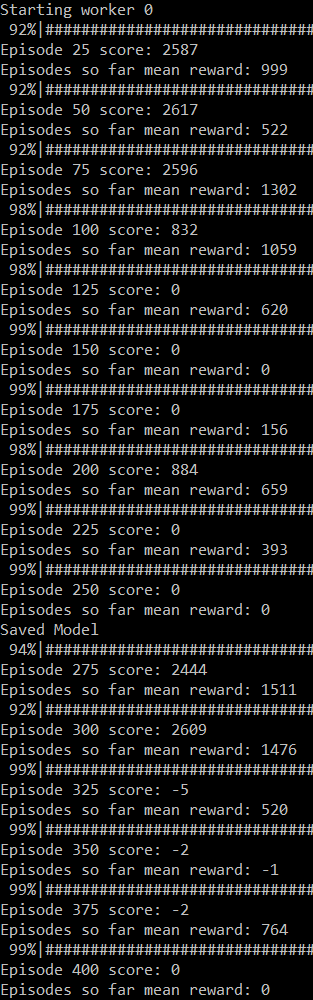 Starting worker 0
92%|##############################
Episode 25 score: 2587
Episodes so far mean reward: 999
92%|##############################
Episode 50 score: 2617
Episodes so far mean reward: 522
92%|##############################
Episode 75 score: 2596
Episodes so far mean reward: 1302
98%|##############################
Episode 100 score: 832
Episodes so far mean reward: 1059
98%|##############################
Episode 125 score: 0
Episodes so far mean reward: 620
99%|##############################
Episode 150 score: 0
Episodes so far mean reward: 0
99%|##############################
Episode 175 score: 0
Episodes so far mean reward: 156
98%|##############################
Episode 200 score: 884
Episodes so far mean reward: 659
99%|##############################
Episode 225 score: 0
Episodes so far mean reward: 393
99%|##############################
Episode 250 score: 0
Episodes so far mean reward: 0
Saved Model
94%|##############################
Episode 275 score: 2444
Episodes so far mean reward: 1511
92%|##############################
Episode 300 score: 2609
Episodes so far mean reward: 1476
99%|##############################
Episode 325 score: -5
Episodes so far mean reward: 520
99%|##############################
Episode 350 score: -2
Episodes so far mean reward: -1
99%|##############################
Episode 375 score: -2
Episodes so far mean reward: 764
99%|##############################
Episode 400 score: 0
Episodes so far mean reward: 0